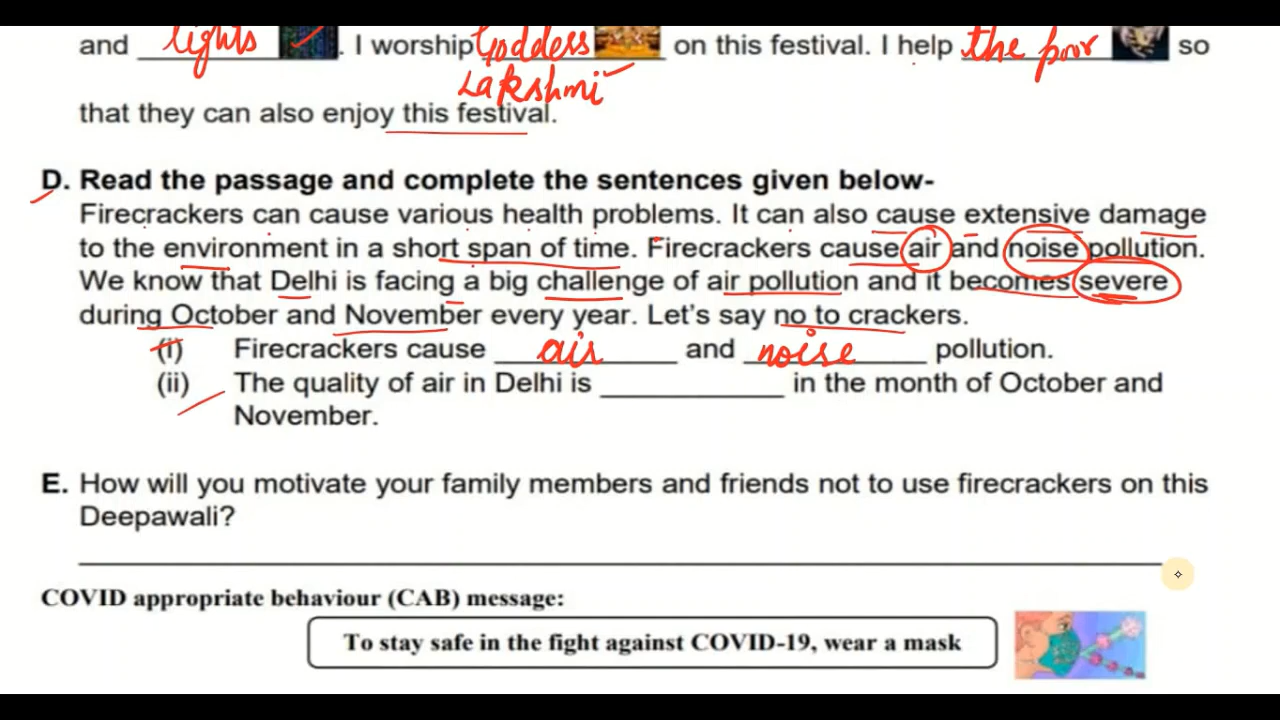 and lights. I worship Goddess on this festival. I help the poor so
Lakshmi
that they can also enjoy this festival.
D. Read the passage and complete the sentences given below-
Firecrackers can cause various health problems. It can also cause extensive damage
to the environment in a short span of time. Firecrackers cause air and noise pollution.
We know that Delhi is facing a big challenge of air pollution and it becomes severe
during October and November every year. Let's say no to crackers.
(i) Firecrackers cause air and noise pollution.
(ii) The quality of air in Delhi is __________ in the month of October and
November.
E. How will you motivate your family members and friends not to use firecrackers on this
Deepawali?
COVID appropriate behaviour (CAB) message:
To stay safe in the fight against COVID-19, wear a mask